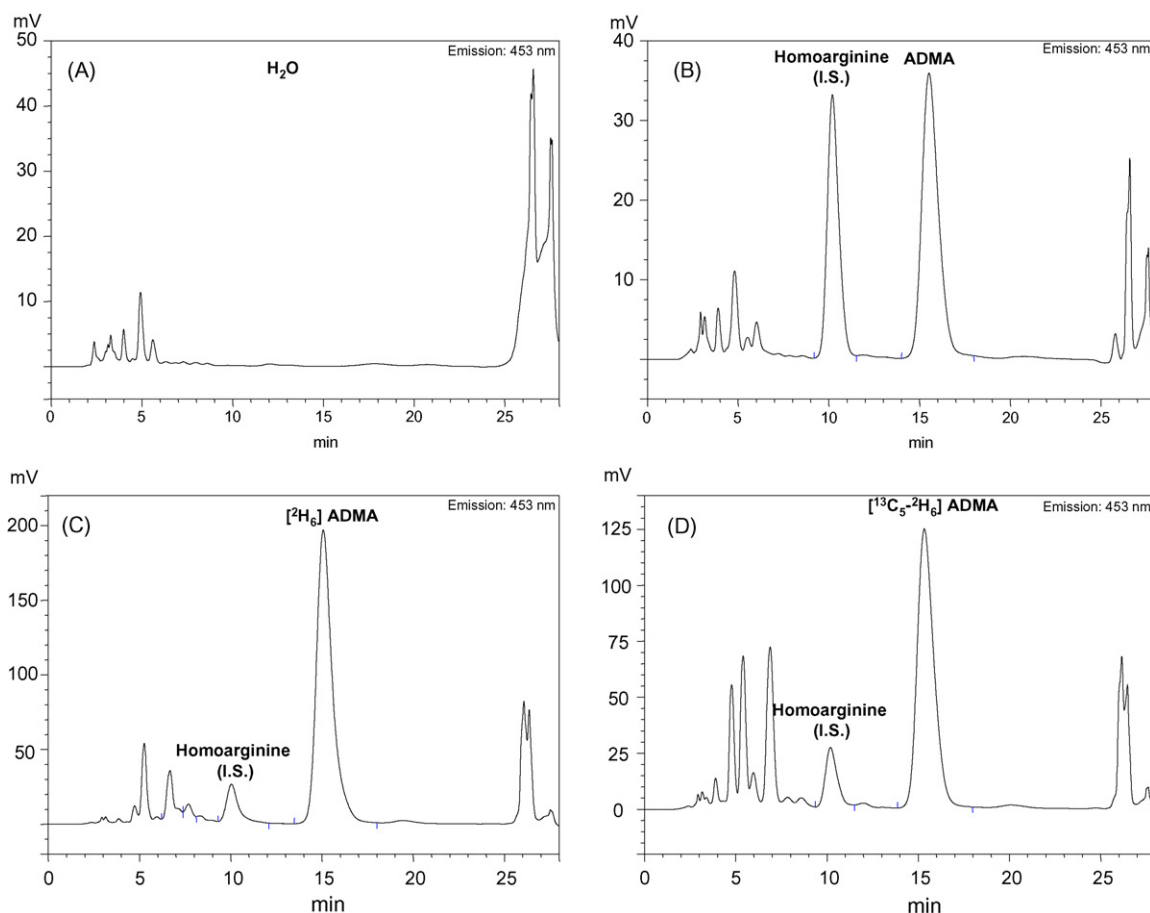 mV
50
40
30
20
10
0
5
10
15
20
25
min
(A)
H₂O
Emission: 453 nm
mV
40
30
20
10
0
5
10
15
20
25
min
(B)
Homoarginine
(I.S.)
ADMA
Emission: 453 nm
mV
200
150
100
50
0
5
10
15
20
25
min
(C)
[²H₆] ADMA
Homoarginine
(I.S.)
Emission: 453 nm
mV
125
100
75
50
25
0
0
5
10
15
20
25
min
(D)
[¹³C₅-²H₆] ADMA
Homoarginine
(I.S.)
Emission: 453 nm